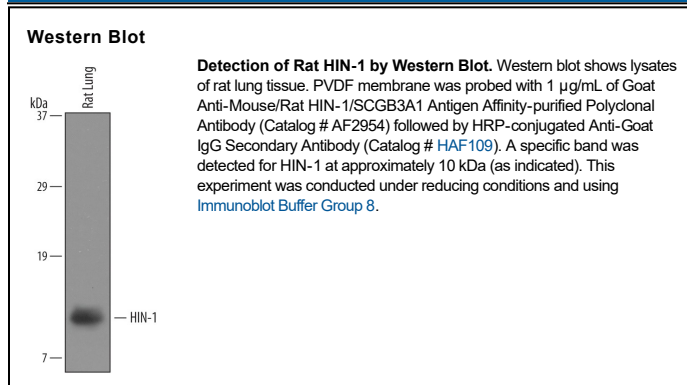 Western Blot
Detection of Rat HIN-1 by Western Blot. Western blot shows lysates
of rat lung tissue. PVDF membrane was probed with 1 µg/mL of Goat
Anti-Mouse/Rat HIN-1/SCGB3A1 Antigen Affinity-purified Polyclonal
Antibody (Catalog # AF2954) followed by HRP-conjugated Anti-Goat
IgG Secondary Antibody (Catalog # HAF109). A specific band was
detected for HIN-1 at approximately 10 kDa (as indicated). This
experiment was conducted under reducing conditions and using
Immunoblot Buffer Group 8.
Rat Lung
kDa
37
29
19
HIN-1
7